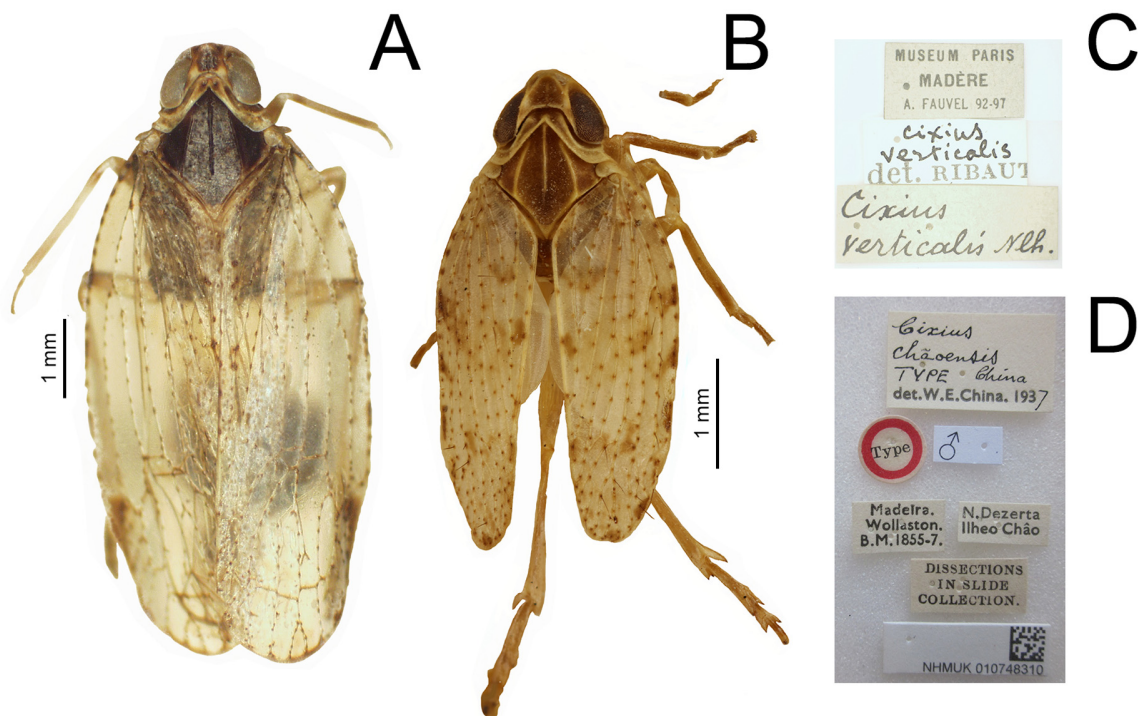 A
B
1 mm
1 mm
C
MUSEUM PARIS
MADÈRE
A. FAUVEL 92-97
Cixius
verticalis
det. RIBAUT
Cixius
verticalis Nlh.
D
Cixius
chãoensis
TYPE China
det.W.E.China. 1937
Type
♂
Madeira.
Wollaston.
B.M.1855-7.
N.Dezerta
Ilheo Châo
DISSECTIONS
IN SLIDE
COLLECTION.
NHMUK 010748310